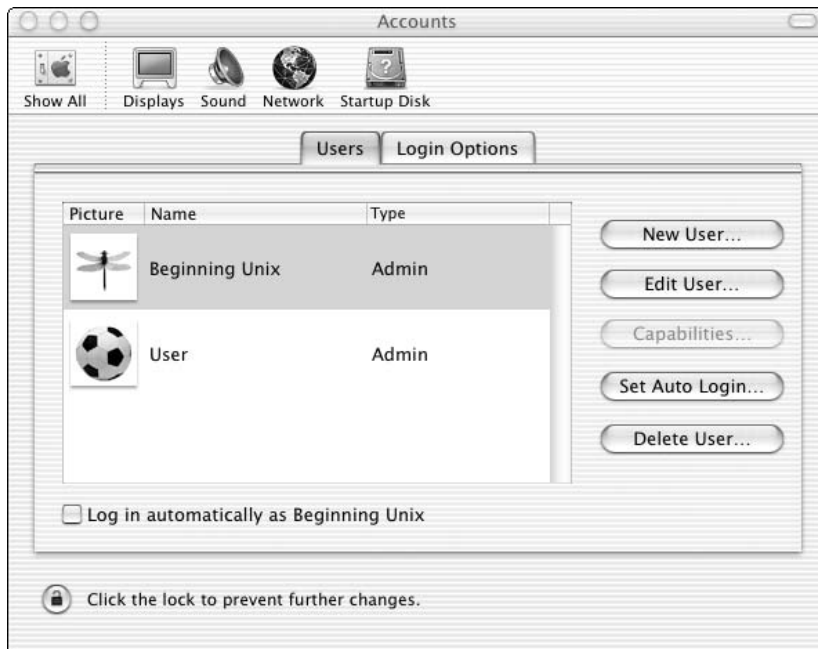 Accounts
Show All Displays Sound Network Startup Disk
Users Login Options
Picture Name Type
New User...
Beginning Unix Admin
Edit User...
Capabilities...
User Admin
Set Auto Login...
Delete User...
Log in automatically as Beginning Unix
Click the lock to prevent further changes.